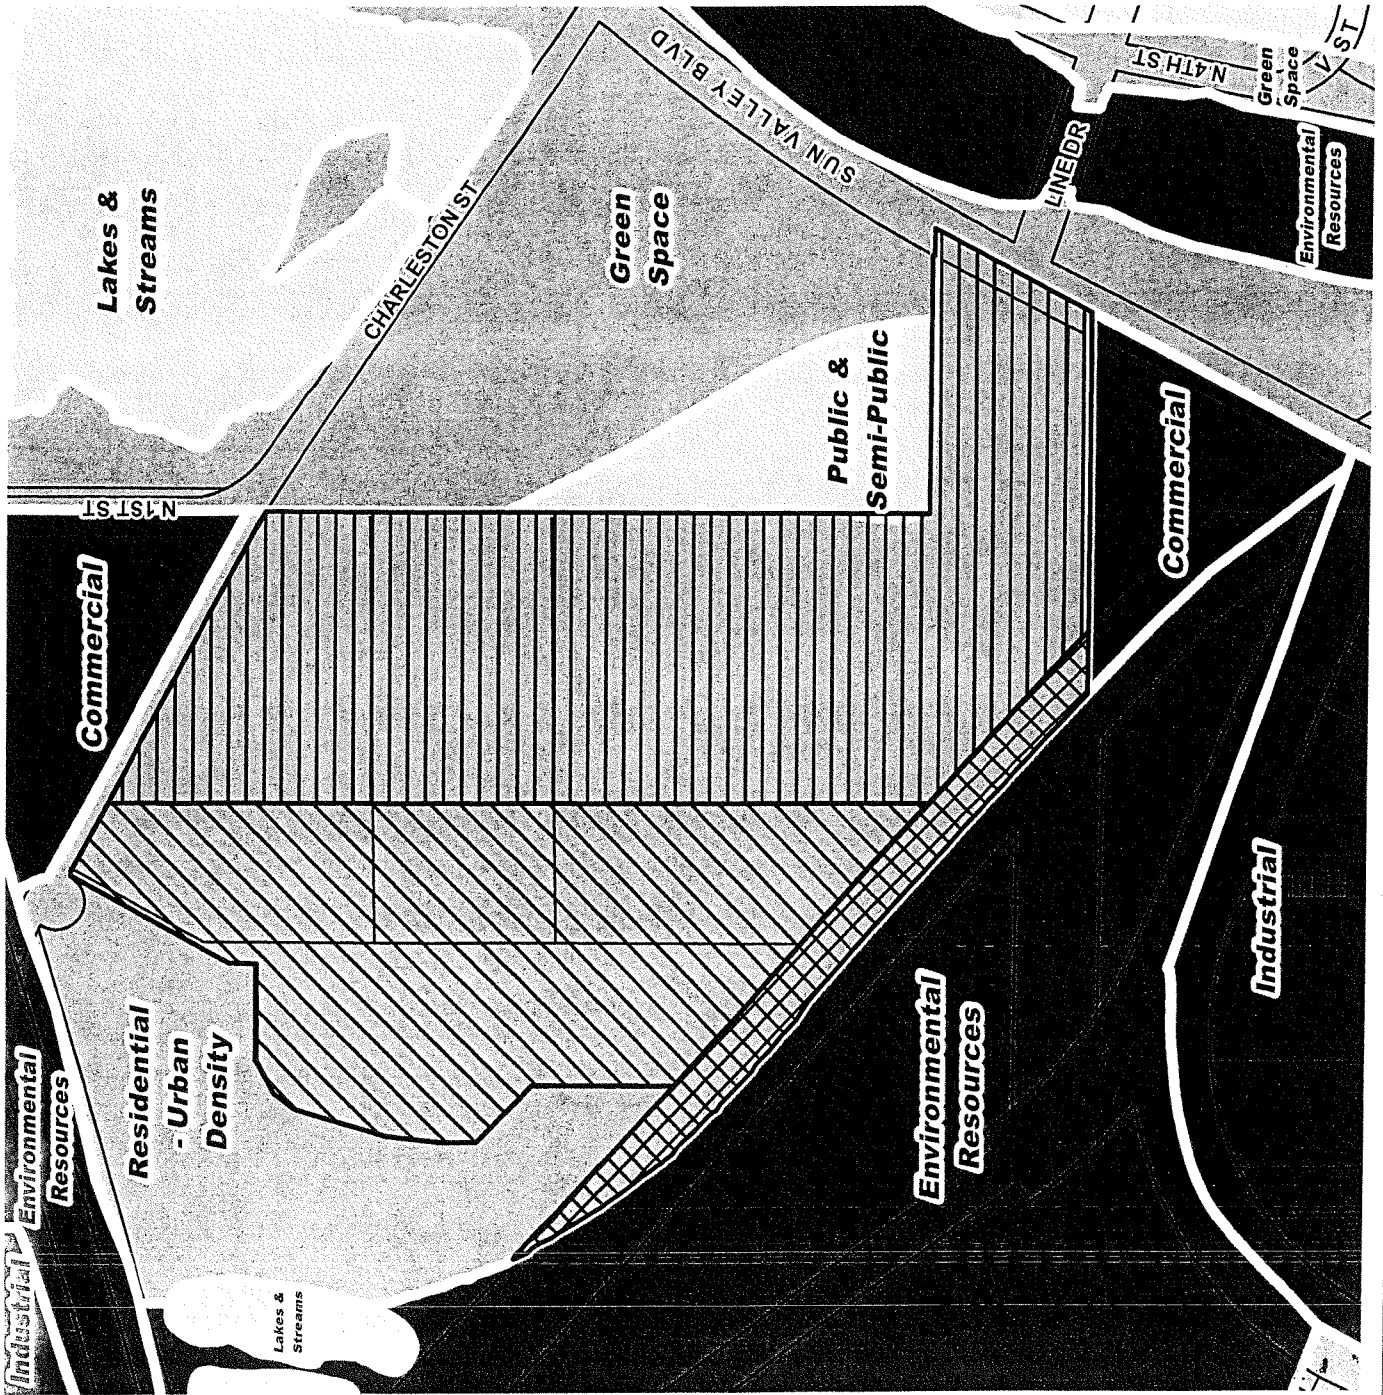 Lakes &
Streams
CHARLESTON ST
N 1ST ST
SUN VALLEY BLVD
Green
Space
N 4TH ST
Green
Space
V ST
LINE DR
Environmental
Resources
Public &
Semi-Public
Commercial
Commercial
Residential
- Urban
Density
Environmental
Resources
Industrial
Lakes &
Streams
Environmental
Resources
Industrial